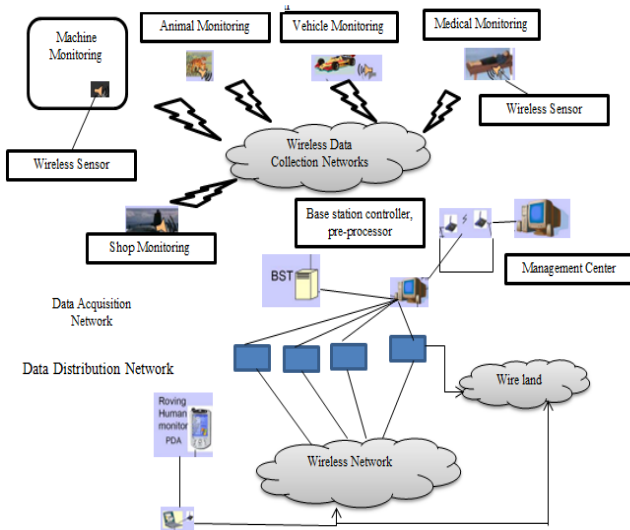 Machine
Monitoring
Animal Monitoring
Vehicle Monitoring
Medical Monitoring
Wireless Sensor
Wireless Sensor
Wireless Data
Collection Networks
Shop Monitoring
Base station controller,
pre-processor
Management Center
BST
Data Acquisition
Network
Data Distribution Network
Wire land
Roving
Human
monitor
PDA
Wireless Network